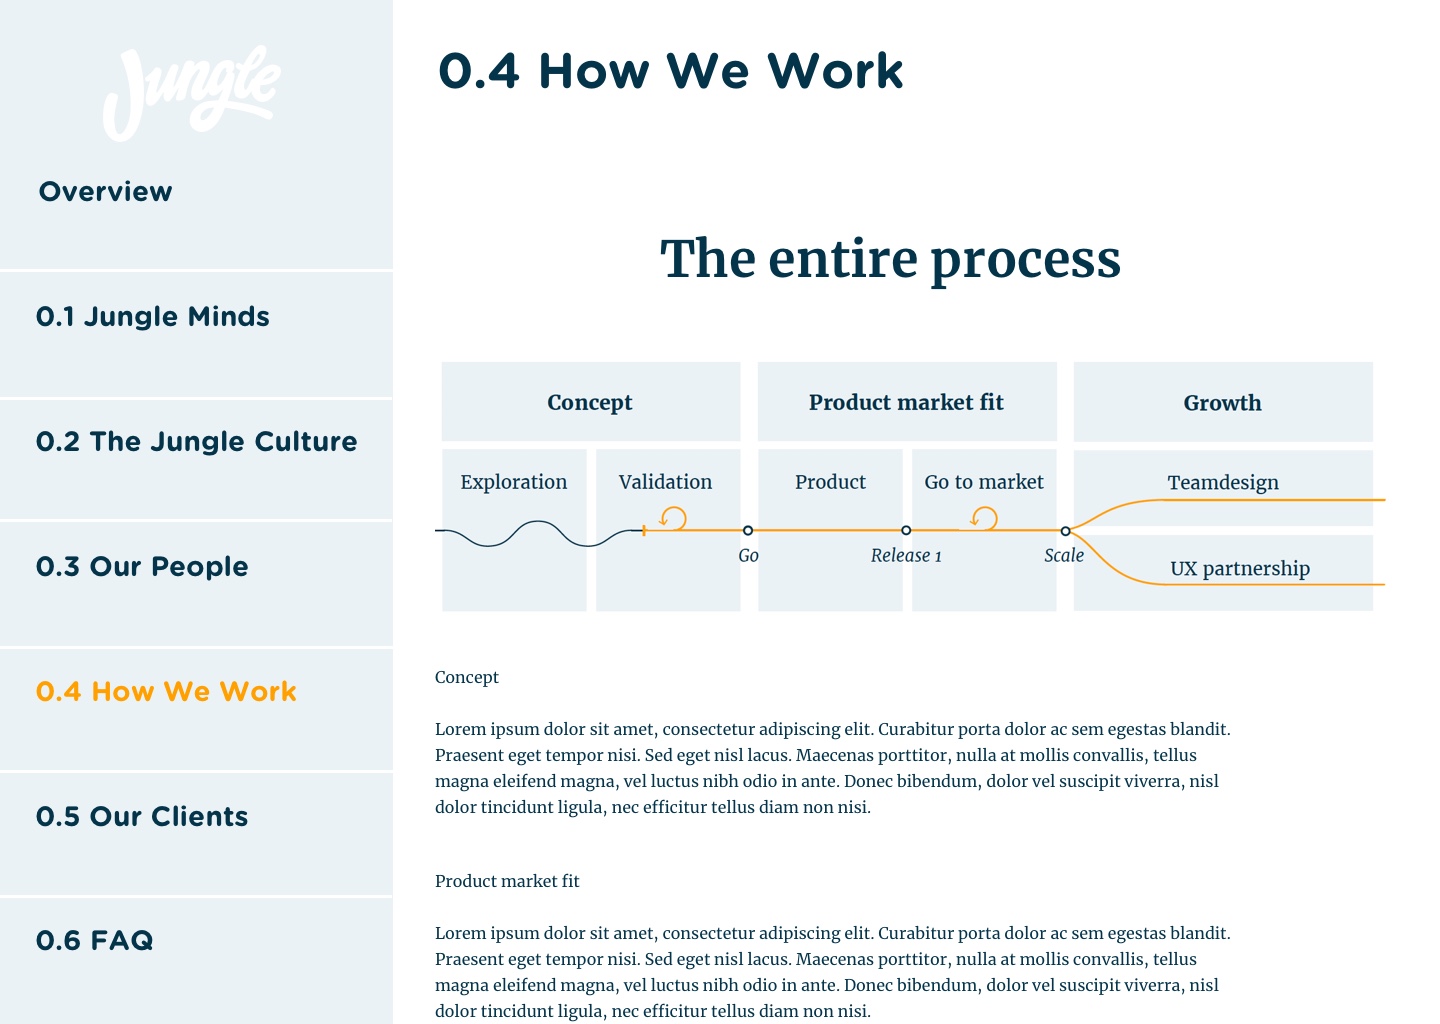 Jungle
Overview
0.1 Jungle Minds
0.2 The Jungle Culture
0.3 Our People
0.4 How We Work
0.5 Our Clients
0.6 FAQ
0.4 How We Work
The entire process
Concept
Product market fit
Growth
Exploration
Validation
Product
Go to market
Teamdesign
Go
Release 1
Scale
UX partnership
Concept
Lorem ipsum dolor sit amet, consectetur adipiscing elit. Curabitur porta dolor ac sem egestas blandit.
Praesent eget tempor nisi. Sed eget nisl lacus. Maecenas porttitor, nulla at mollis convallis, tellus
magna eleifend magna, vel luctus nibh odio in ante. Donec bibendum, dolor vel suscipit viverra, nisl
dolor tincidunt ligula, nec efficitur tellus diam non nisi.
Product market fit
Lorem ipsum dolor sit amet, consectetur adipiscing elit. Curabitur porta dolor ac sem egestas blandit.
Praesent eget tempor nisi. Sed eget nisl lacus. Maecenas porttitor, nulla at mollis convallis, tellus
magna eleifend magna, vel luctus nibh odio in ante. Donec bibendum, dolor vel suscipit viverra, nisl
dolor tincidunt ligula, nec efficitur tellus diam non nisi.